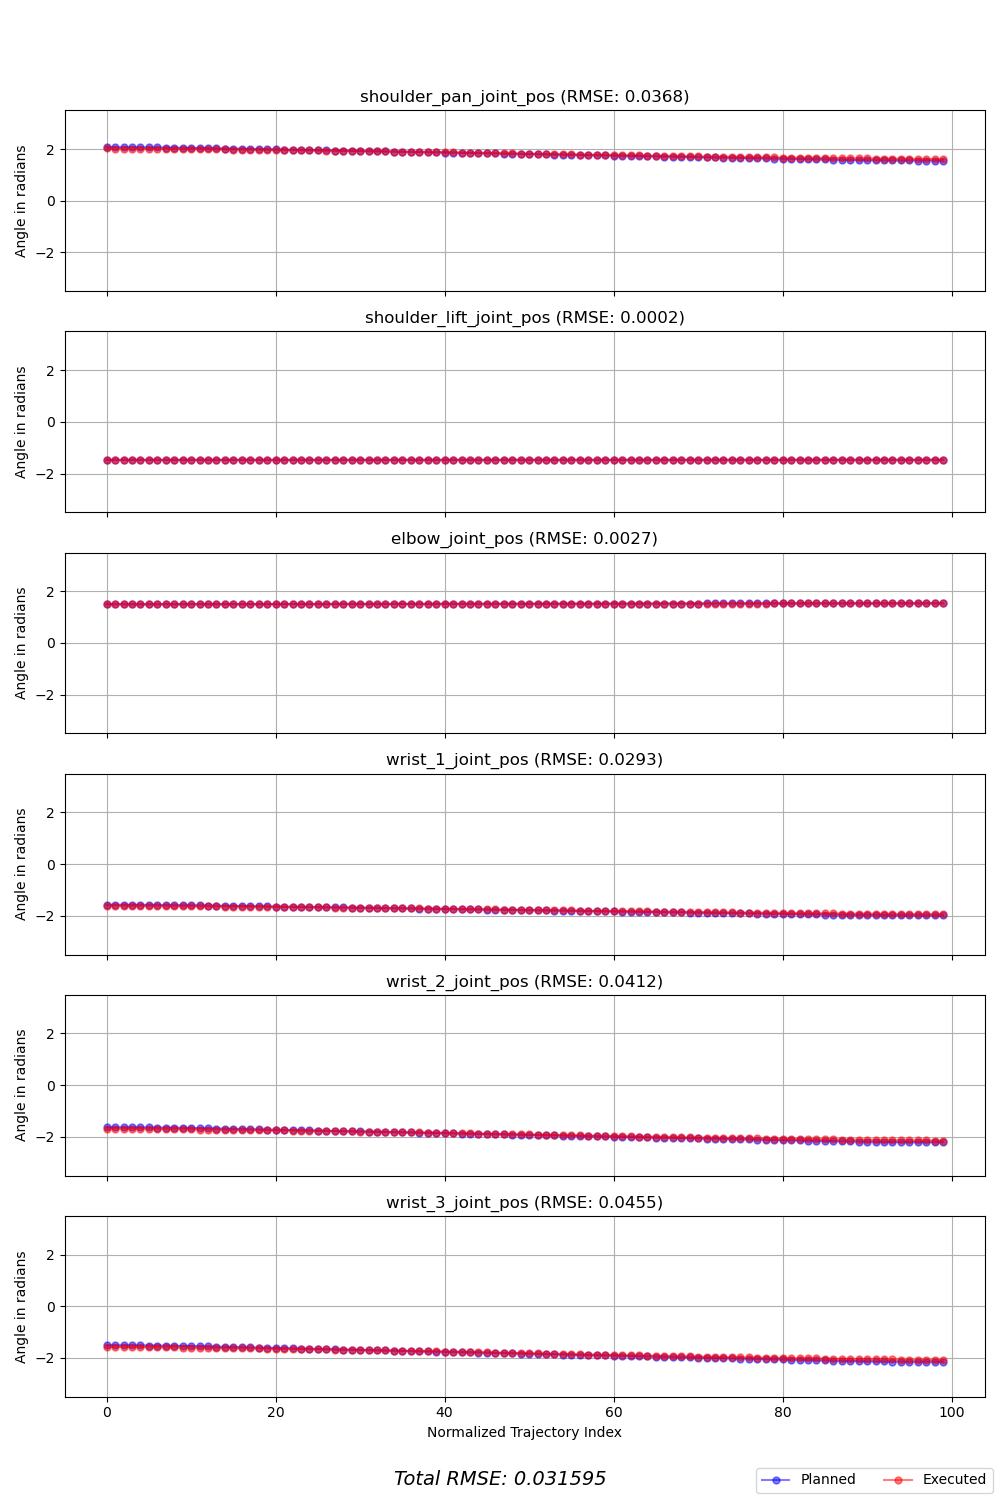 shoulder_pan_joint_pos (RMSE: 0.0368)
Angle in radians
2
0
−2
shoulder_lift_joint_pos (RMSE: 0.0002)
Angle in radians
2
0
−2
elbow_joint_pos (RMSE: 0.0027)
Angle in radians
2
0
−2
wrist_1_joint_pos (RMSE: 0.0293)
Angle in radians
2
0
−2
wrist_2_joint_pos (RMSE: 0.0412)
Angle in radians
2
0
−2
wrist_3_joint_pos (RMSE: 0.0455)
Angle in radians
2
0
−2
0 20 40 60 80 100
Normalized Trajectory Index
Total RMSE: 0.031595
Planned Executed